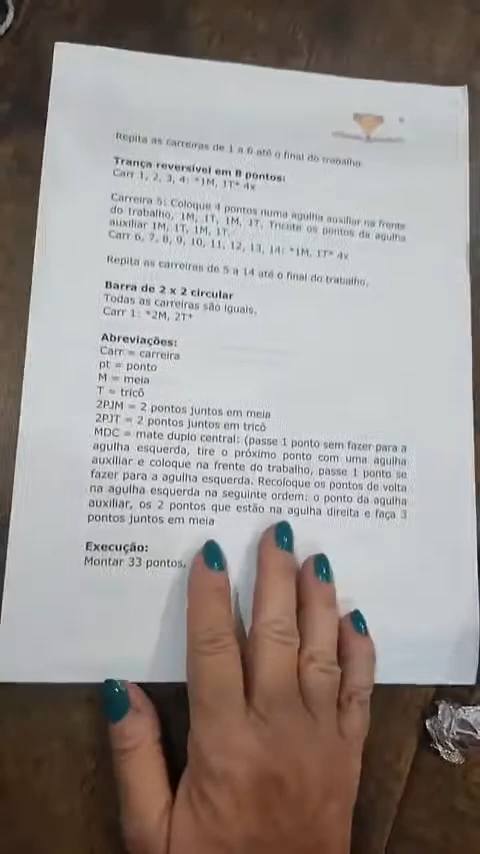 Repita as carreiras de 1 a 6 até o final do trabalho.
Trança reversível em 8 pontos:
Carr 1, 2, 3, 4: *1M, 1T* 4x
Carreira 5: Coloque 4 pontos numa agulha auxiliar na frente
do trabalho, 1M, 1T, 1M, 1T. Tricote os pontos da agulha
auxiliar 1M, 1T, 1M, 1T.
Carr 6, 7, 8, 9, 10, 11, 12, 13, 14: *1M, 1T* 4x
Repita as carreiras de 5 a 14 até o final do trabalho.
Barra de 2 x 2 circular
Todas as carreiras são iguais.
Carr 1: *2M, 2T*
Abreviações:
Carr = carreira
pt = ponto
M = meia
T = tricô
2PJM = 2 pontos juntos em meia
2PJT = 2 pontos juntos em tricô
MDC = mate duplo central: (passe 1 ponto sem fazer para a
agulha esquerda, tire o próximo ponto com uma agulha
auxiliar e coloque na frente do trabalho, passe 1 ponto se
fazer para a agulha esquerda. Recoloque os pontos de volta
na agulha esquerda na seguinte ordem: o ponto da agulha
auxiliar, os 2 pontos que estão na agulha direita e faça 3
pontos juntos em meia
Execução:
Montar 33 pontos.